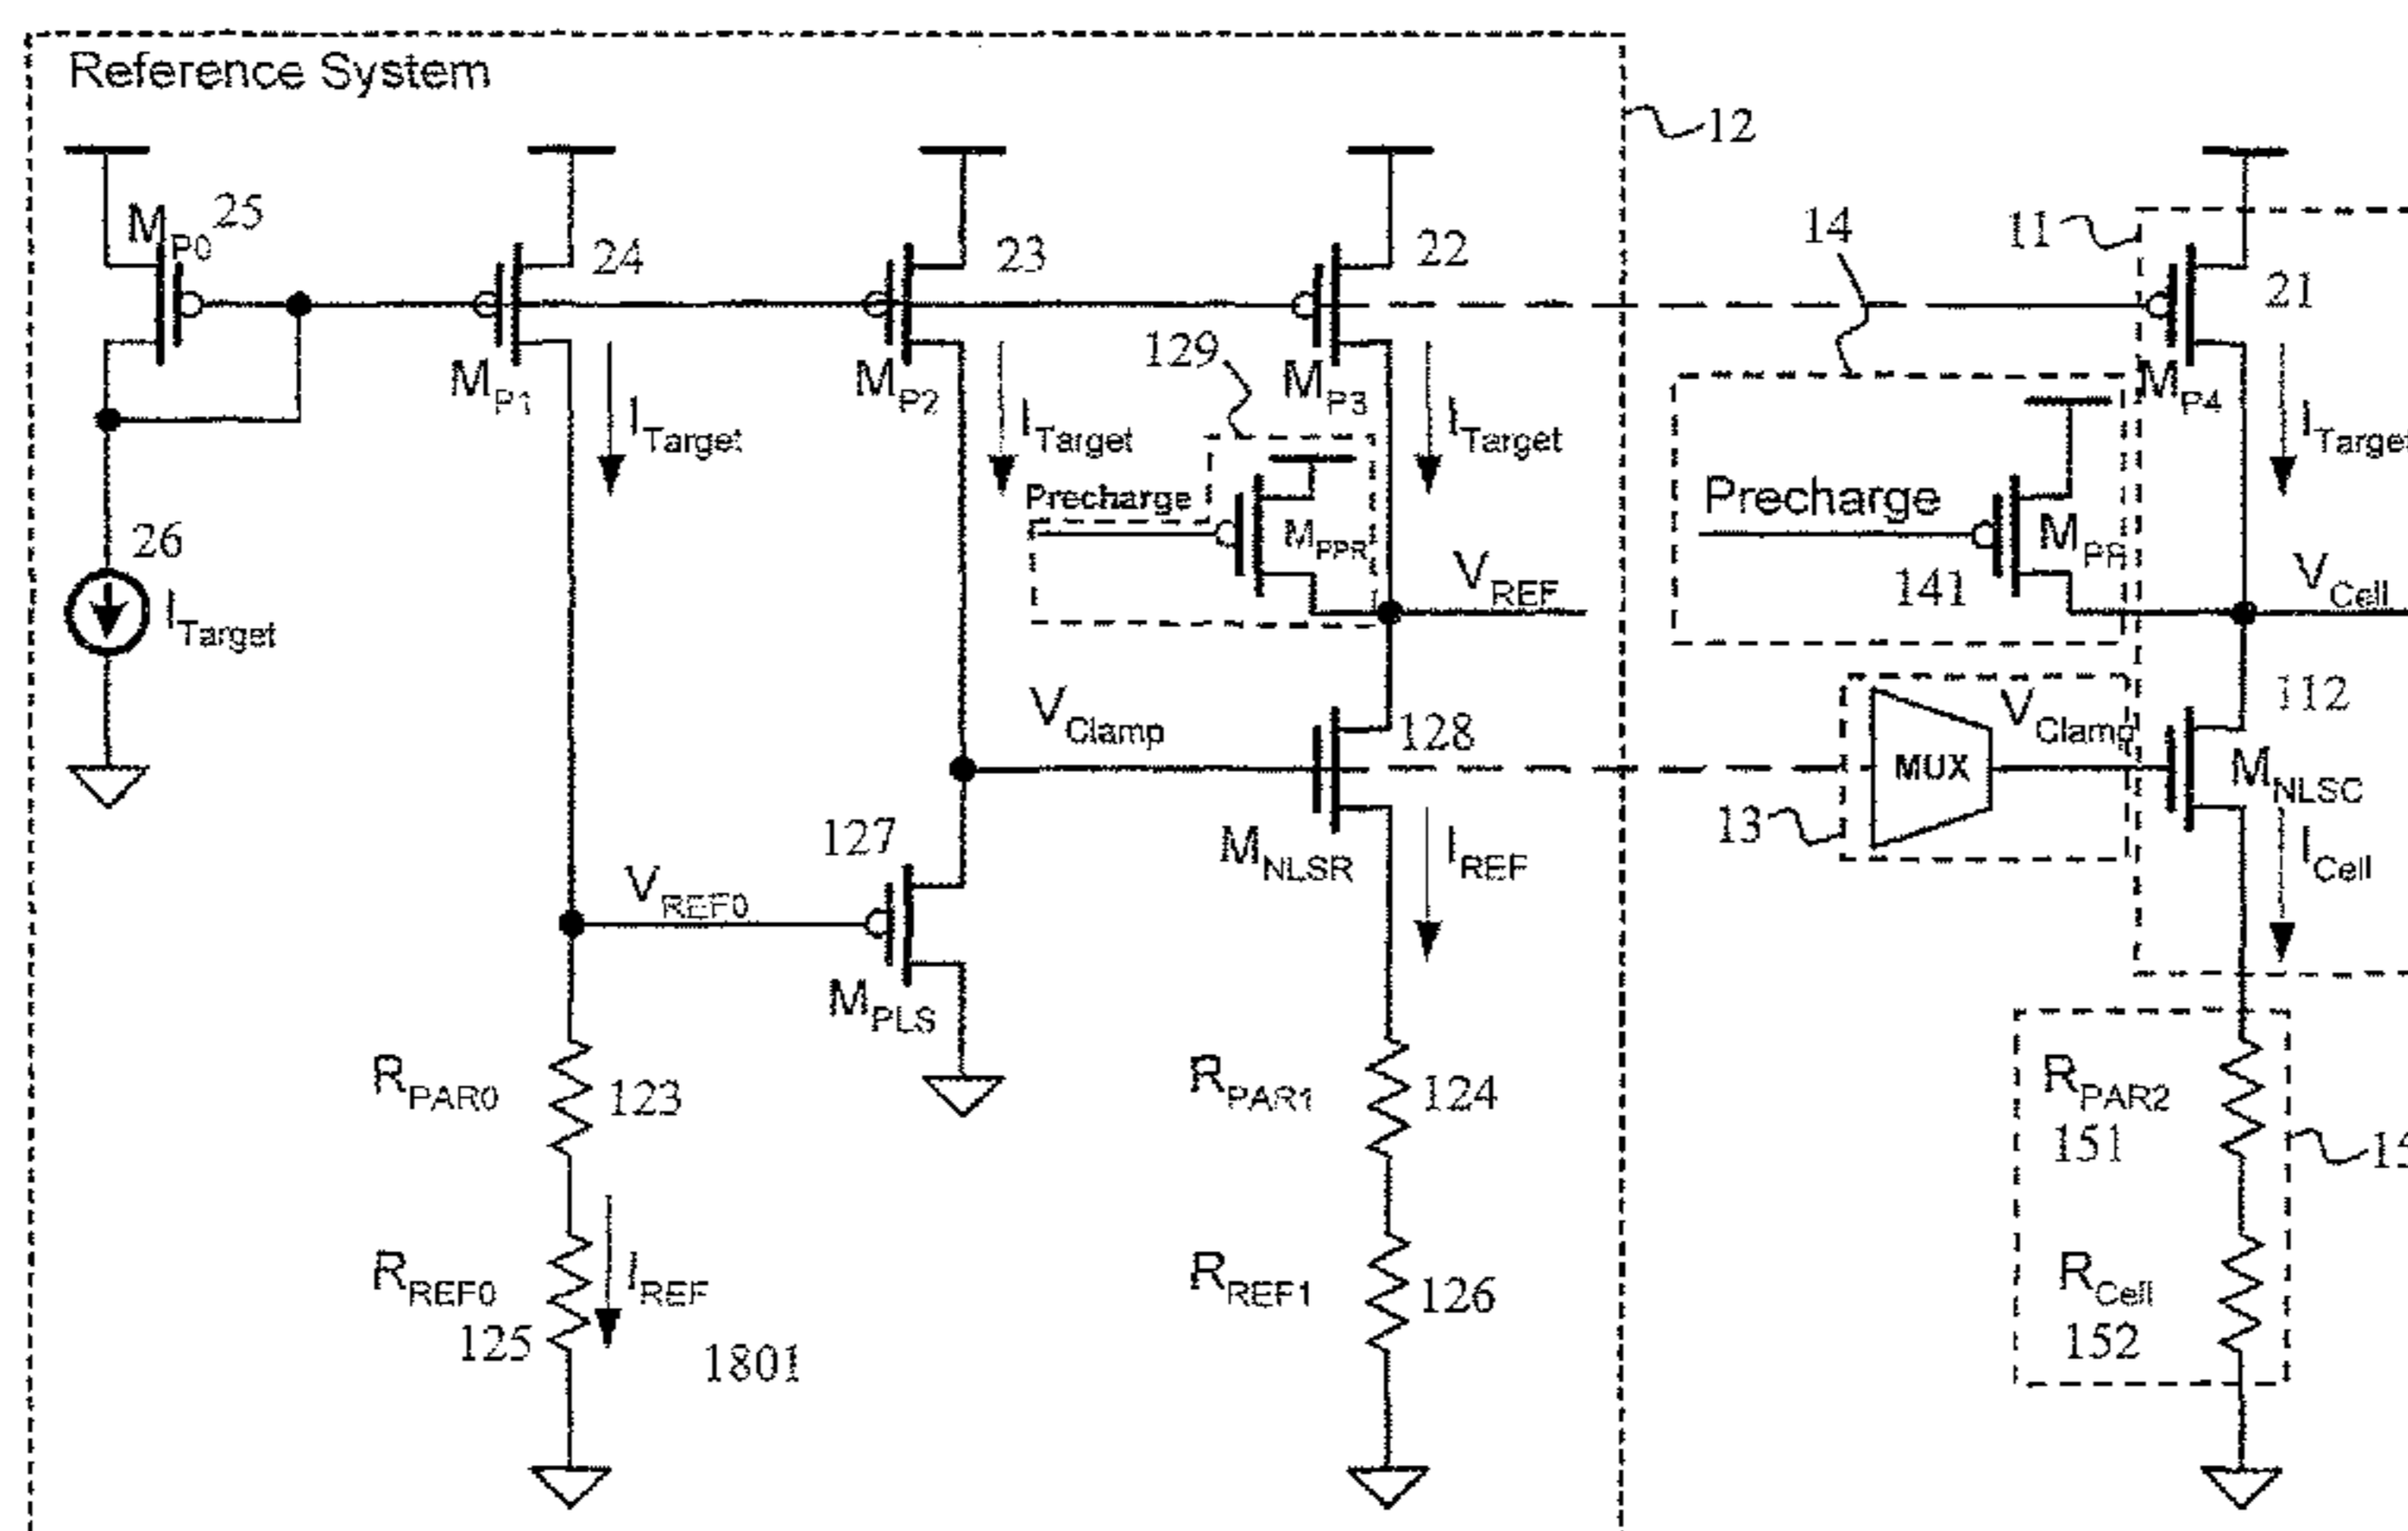 Reference System
12
M_P0 25
24
23
22
14
11
21
129
M_P1
M_P2
M_P3
M_P4
I_Target
I_Target
I_Target
Precharge
M_PPR
Precharge
M_PR
141
26
I_Target
V_REF
V_Cell
V_Clamp
128
V_Clamp
112
MUX
M_NLSC
13
127
V_REF0
M_NLSR
I_REF
I_Cell
M_PLS
R_PAR0
123
R_PAR1
124
R_PAR2
151
R_REF0
I_REF
125
1801
R_REF1
126
R_Cell
152